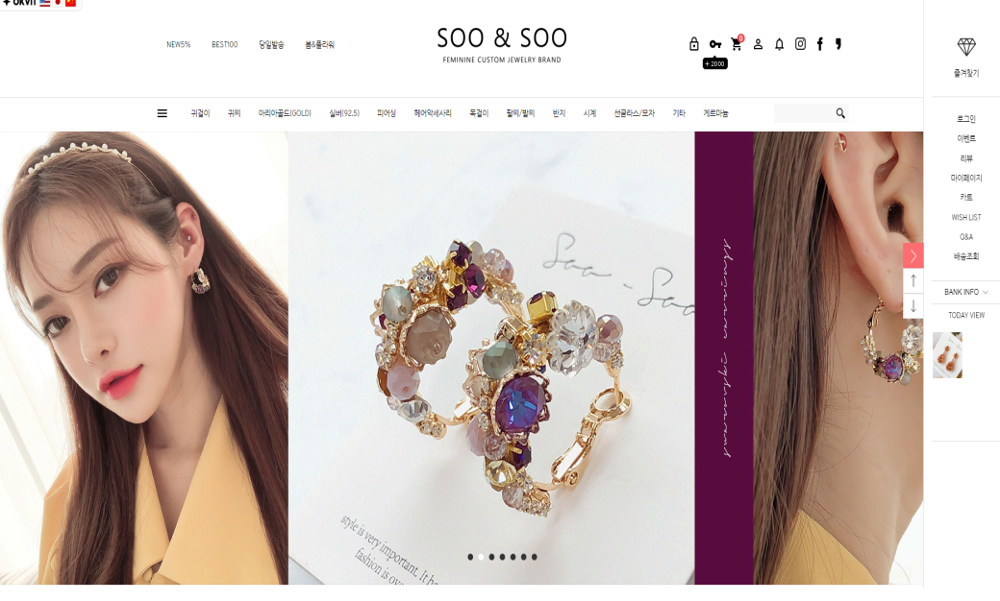 OKVIT
NEW5%
BEST100
당일발송
봄&플라워
SOO & SOO
FEMININE CUSTOM JEWELRY BRAND
0
+ 2000
즐겨찾기
귀걸이
귀찌
아리아골드(GOLD)
실버(92.5)
피어싱
헤어악세사리
목걸이
팔찌/발찌
반지
시계
선글라스/모자
기타
게르마늄
로그인
이벤트
리뷰
마이페이지
카트
WISH LIST
Q&A
배송조회
BANK INFO
TODAY VIEW
Soo - Soo
style is very important.
fashion is